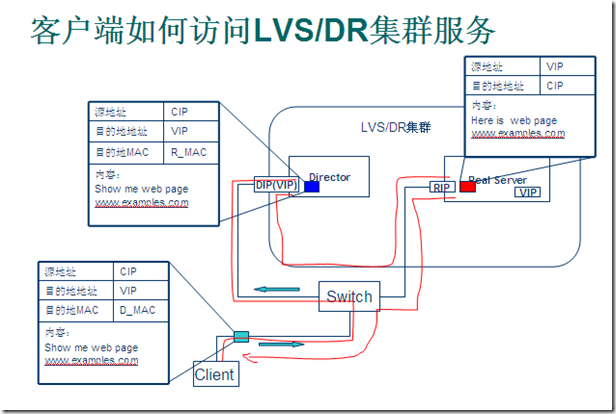 客户端如何访问LVS/DR集群服务
源地址 VIP
目的地地址 CIP
内容：
Here is web page
www.examples.com
源地址 CIP
目的地地址 VIP
目的地MAC R_MAC
内容：
Show me web page
www.examples.com
LVS/DR集群
Director
DIP(VIP)
Real Server
RIP
VIP
源地址 CIP
目的地地址 VIP
目的地MAC D_MAC
内容：
Show me web page
www.examples.com
Switch
Client